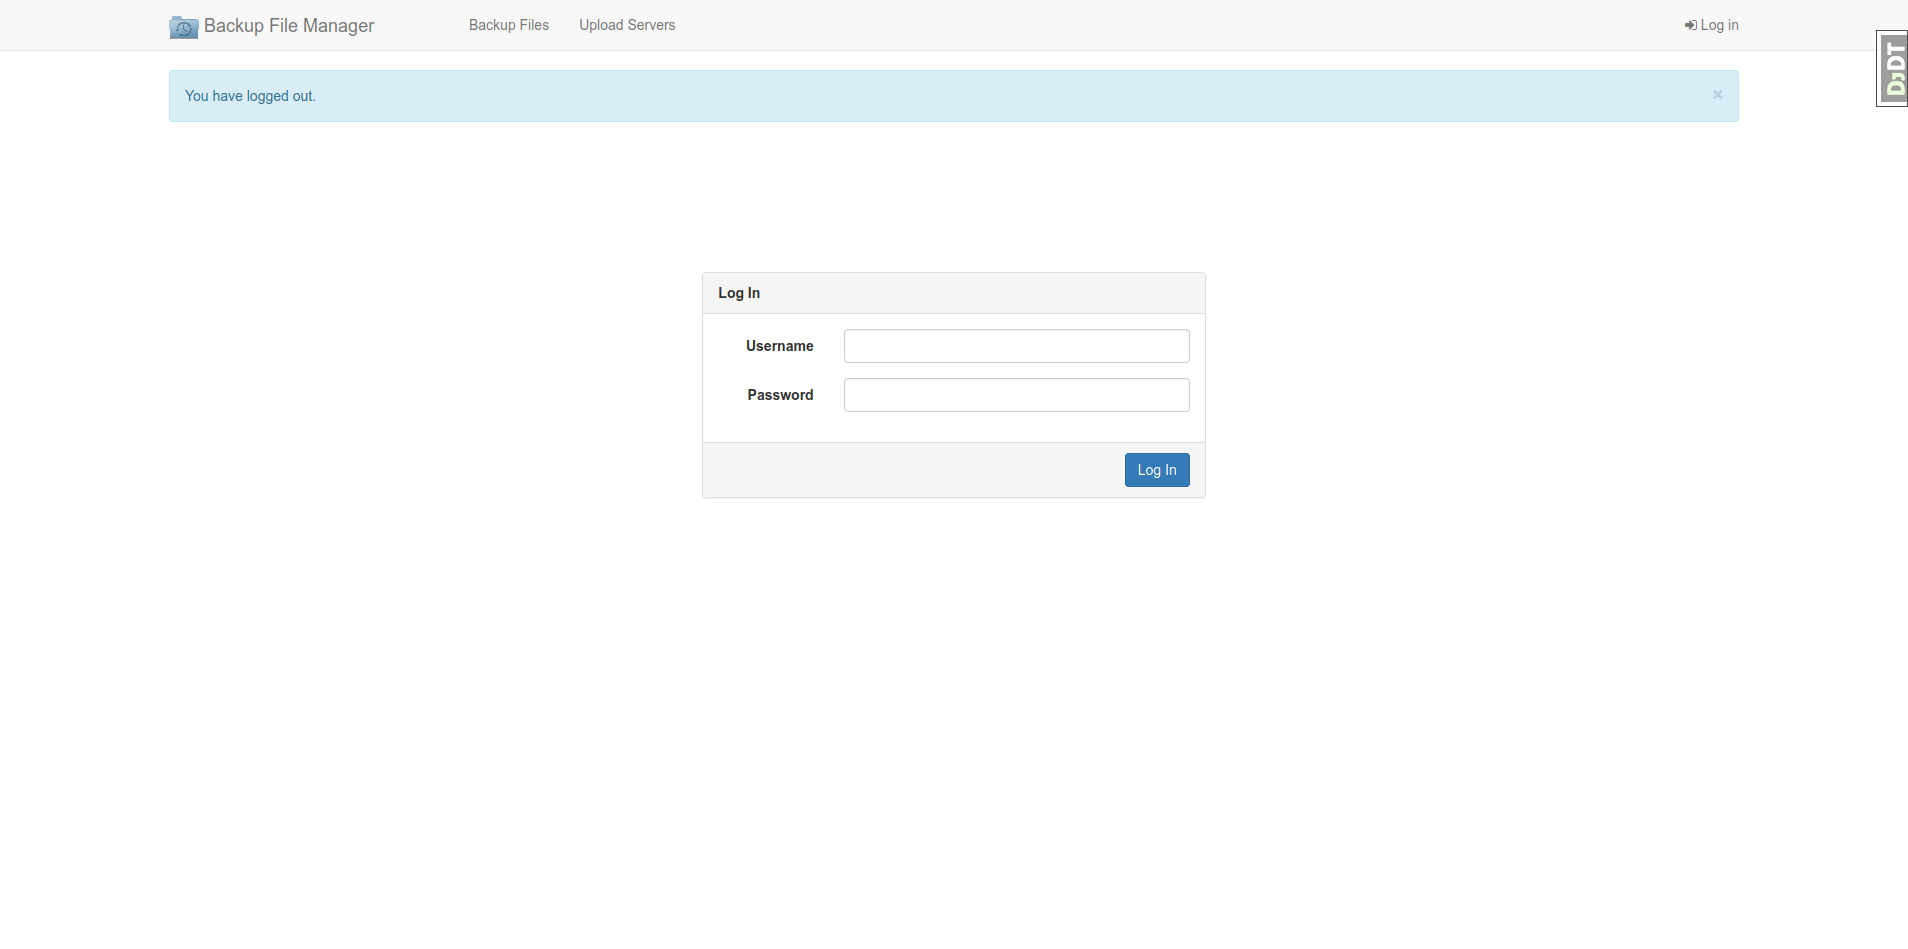 Backup File Manager
Backup Files
Upload Servers
Log in
DJDT
You have logged out.
×
Log In
Username
Password
Log In